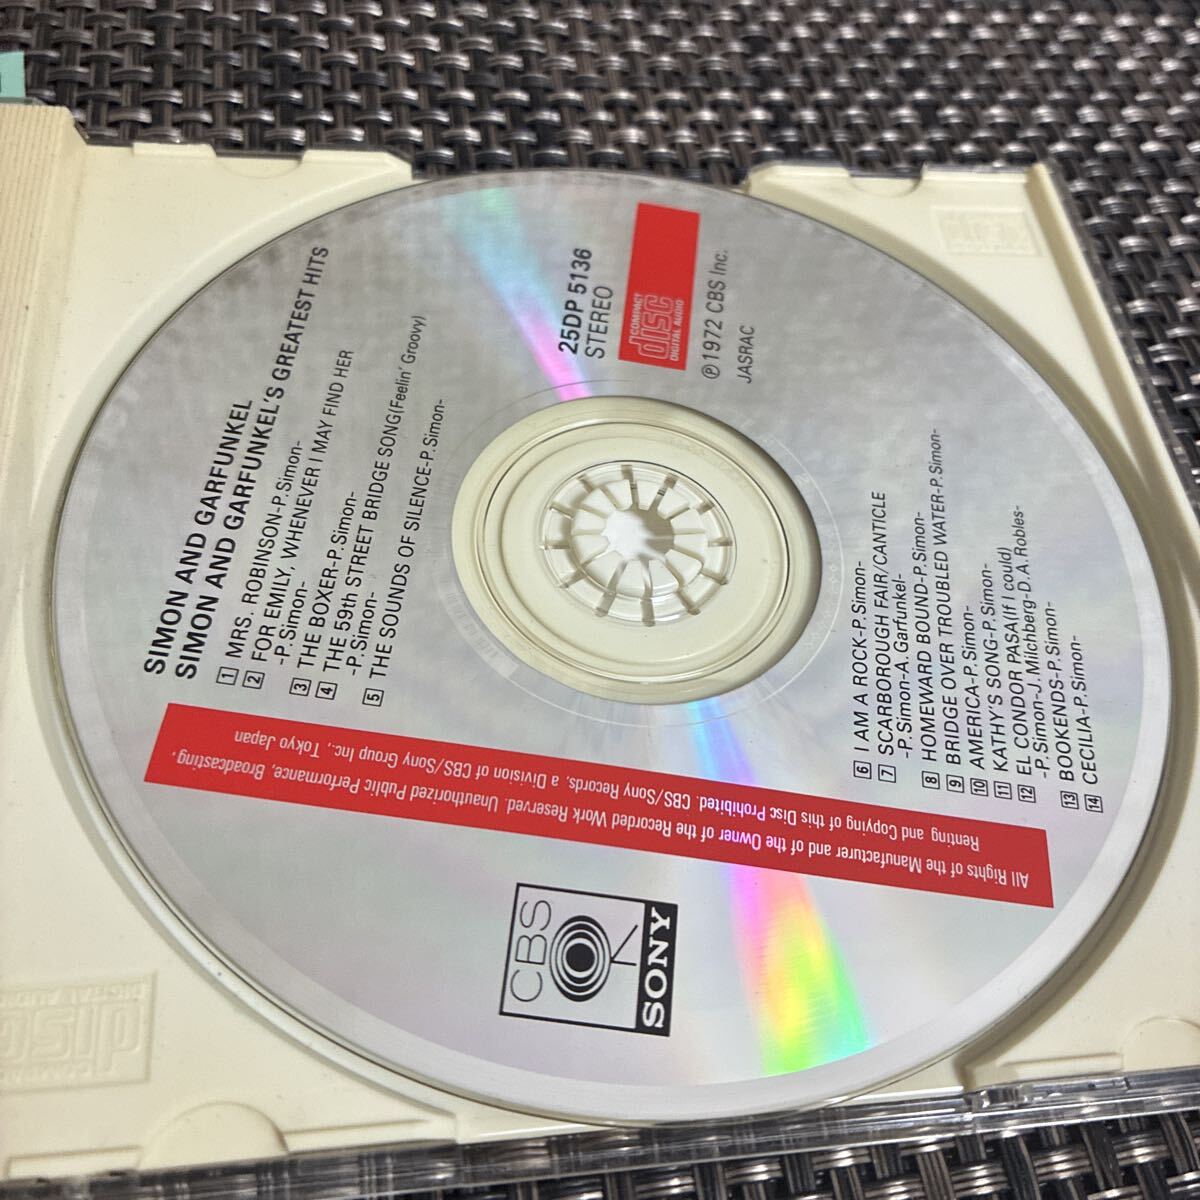 SIMON AND GARFUNKEL
SIMON AND GARFUNKEL'S GREATEST HITS
1 MRS. ROBINSON-P.Simon-
2 FOR EMILY, WHENEVER I MAY FIND HER
-P.Simon-
3 THE BOXER-P.Simon-
4 THE 59th STREET BRIDGE SONG(Feelin' Groovy)
-P.Simon-
5 THE SOUNDS OF SILENCE-P.Simon-
25DP 5136
STEREO
COMPACT
disc
DIGITAL AUDIO
Ⓟ1972 CBS Inc.
JASRAC
6 I AM A ROCK-P.Simon-
7 SCARBOROUGH FAIR/CANTICLE
-P.Simon-A.Garfunkel-
8 HOMEWARD BOUND-P.Simon-
9 BRIDGE OVER TROUBLED WATER-P.Simon-
10 AMERICA-P.Simon-
11 KATHY'S SONG-P.Simon-
12 EL CONDOR PASA(If I could)
-P.Simon-J.Milchberg-D.A.Robles-
13 BOOKENDS-P.Simon-
14 CECILIA-P.Simon-
All Rights of the Manufacturer and of the Owner of the Recorded Work Reserved. Unauthorized Public Performance, Broadcasting,
Renting and Copying of this Disc Prohibited. CBS/Sony Records, a Division of CBS/Sony Group Inc., Tokyo Japan
CBS
SONY
disc
DIGITAL AUDIO
disc